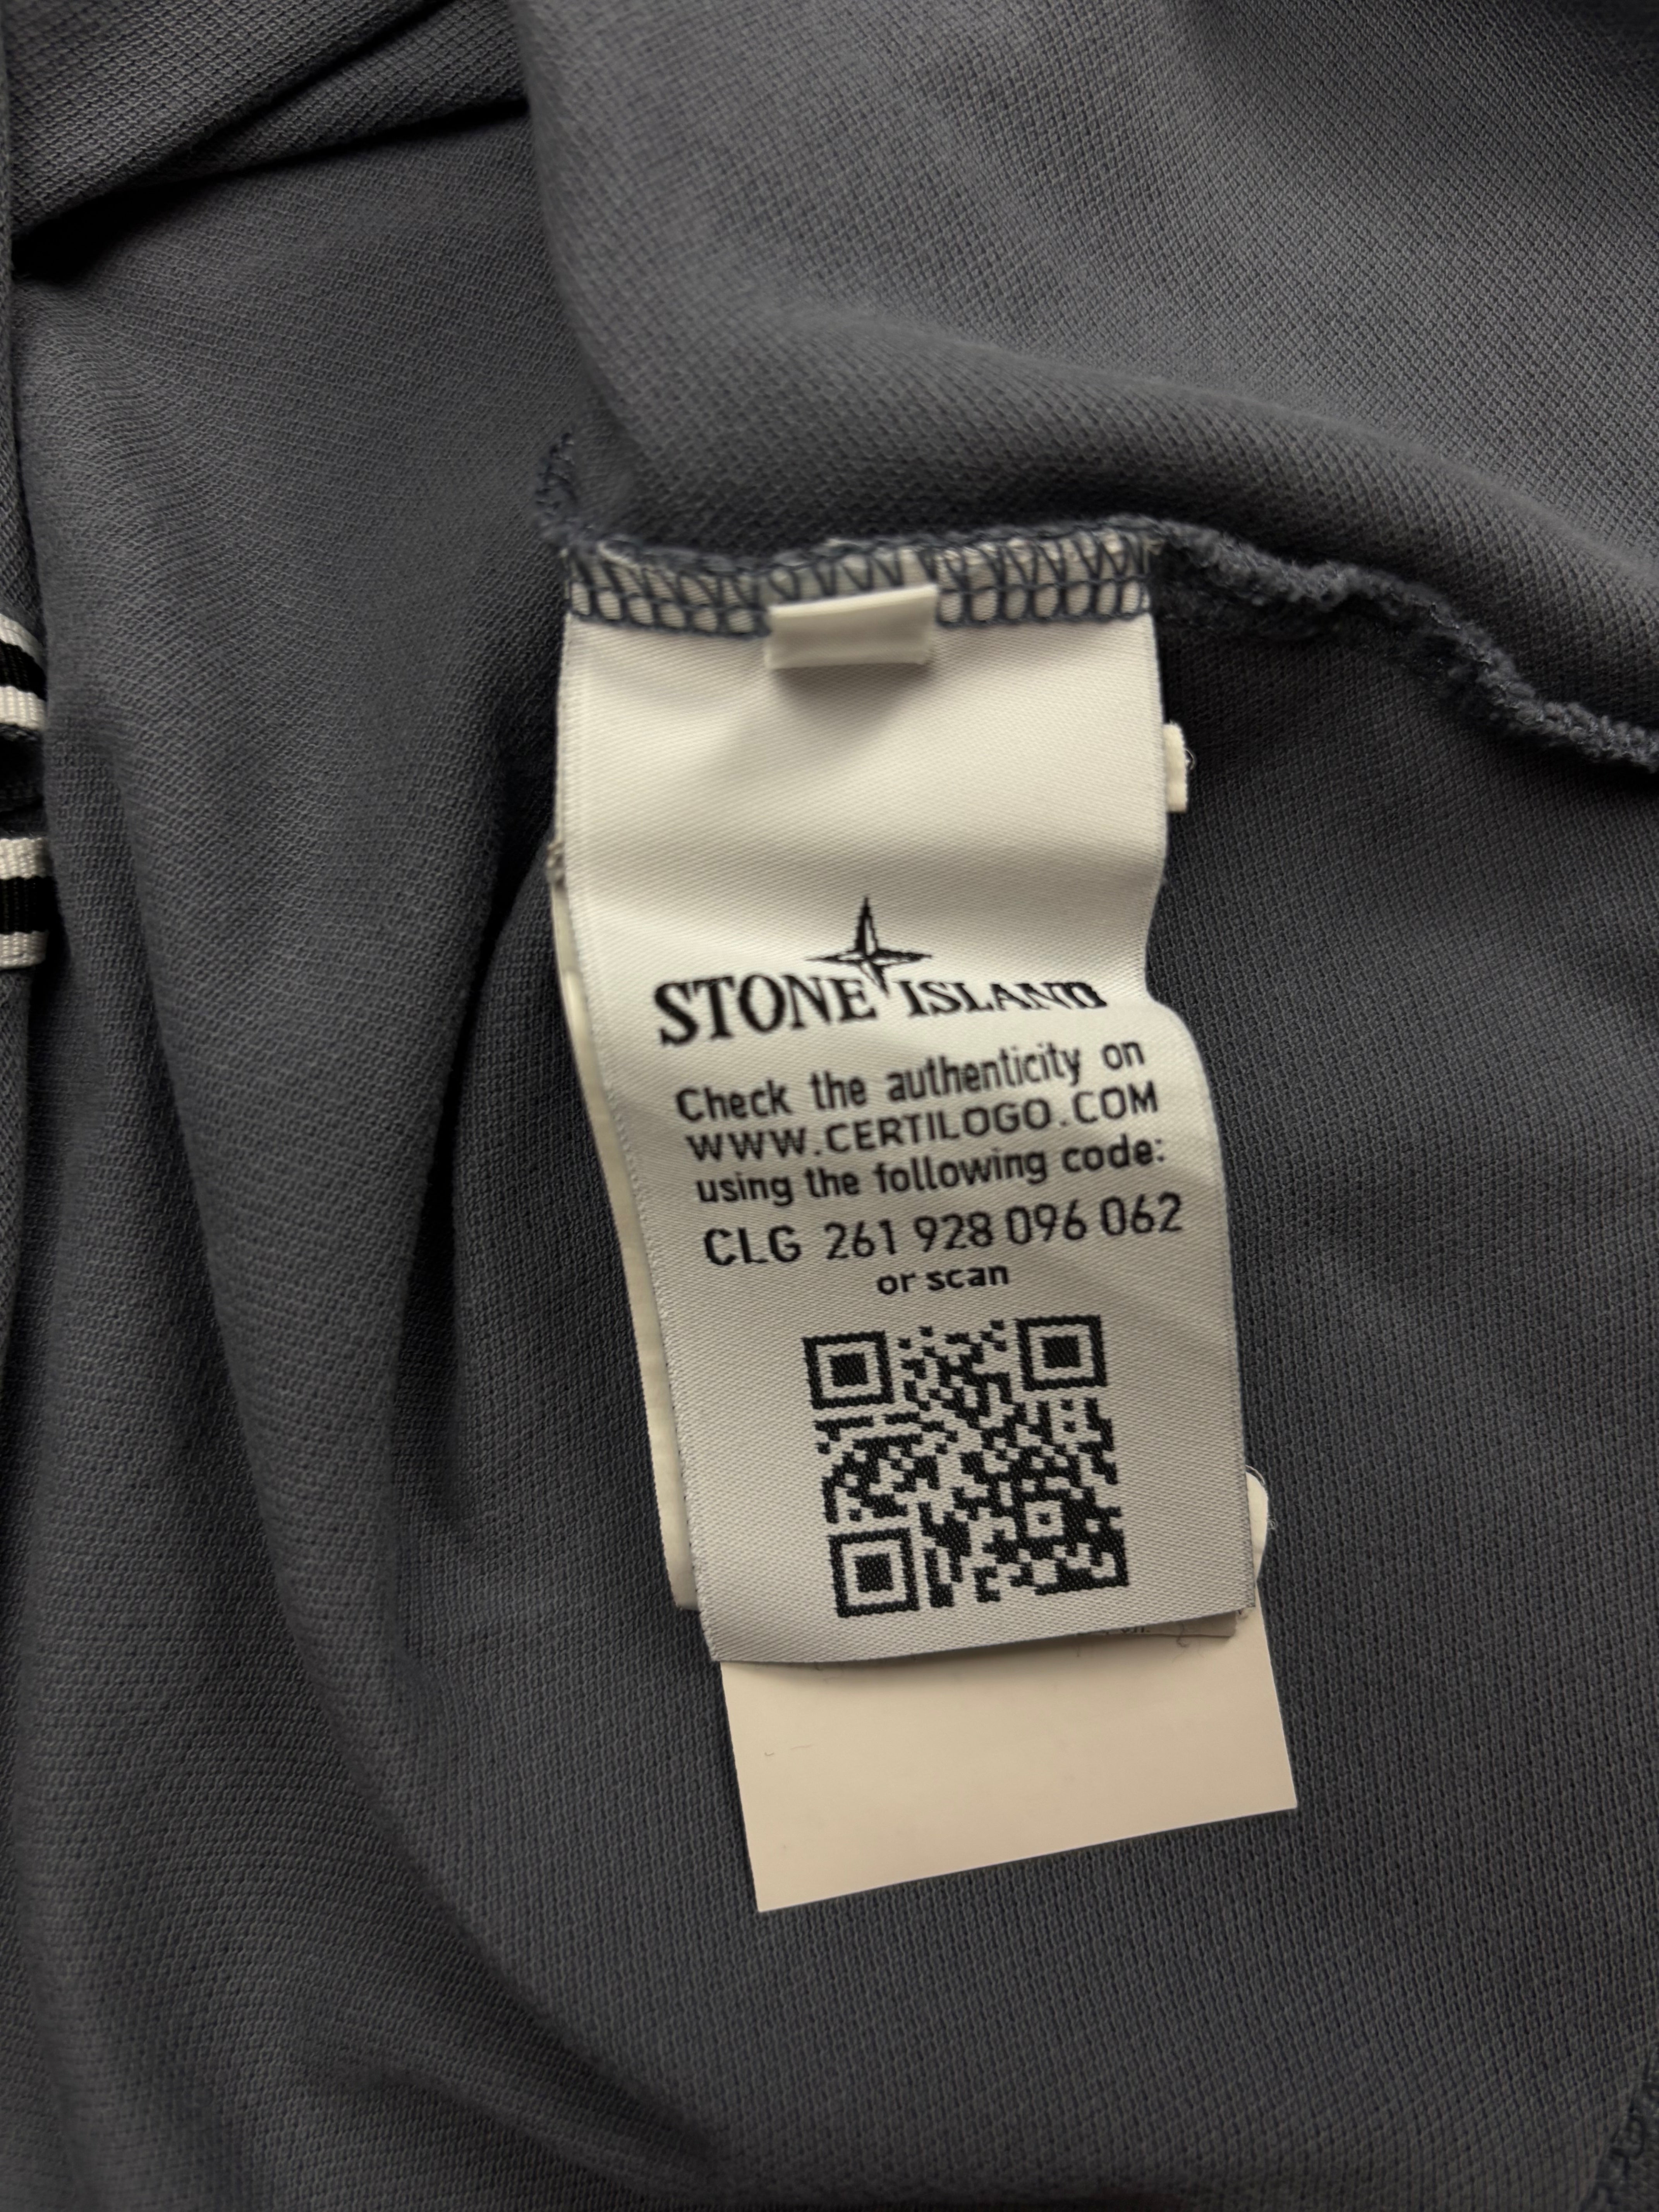 STONE ISLAND
Check the authenticity on
WWW.CERTILOGO.COM
using the following code:
CLG 261 928 096 062
or scan